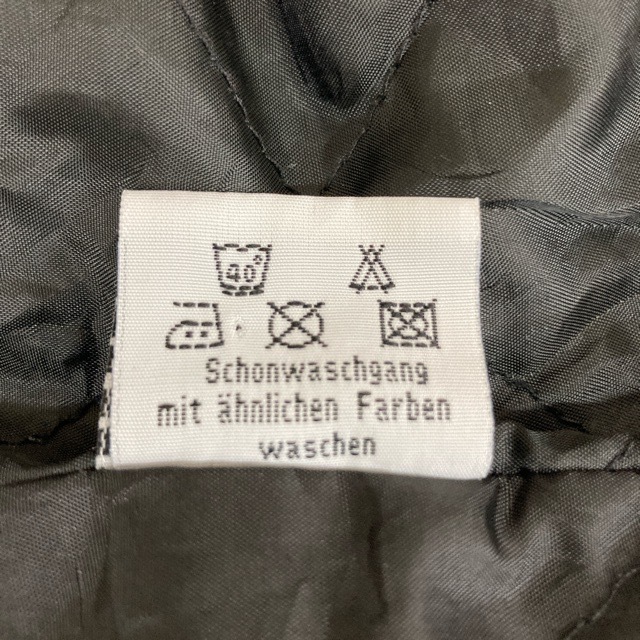 40°
Schonwaschgang
mit ähnlichen Farben
waschen